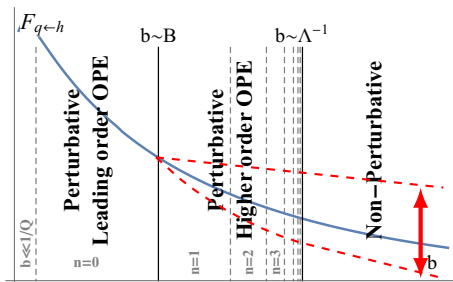 F_{q←h}
b~B
b~Λ⁻¹
Perturbative
Leading order OPE
Perturbative
Higher order OPE
Non-Perturbative
b≪1/Q
n=0
n=1
n=2
n=3
b